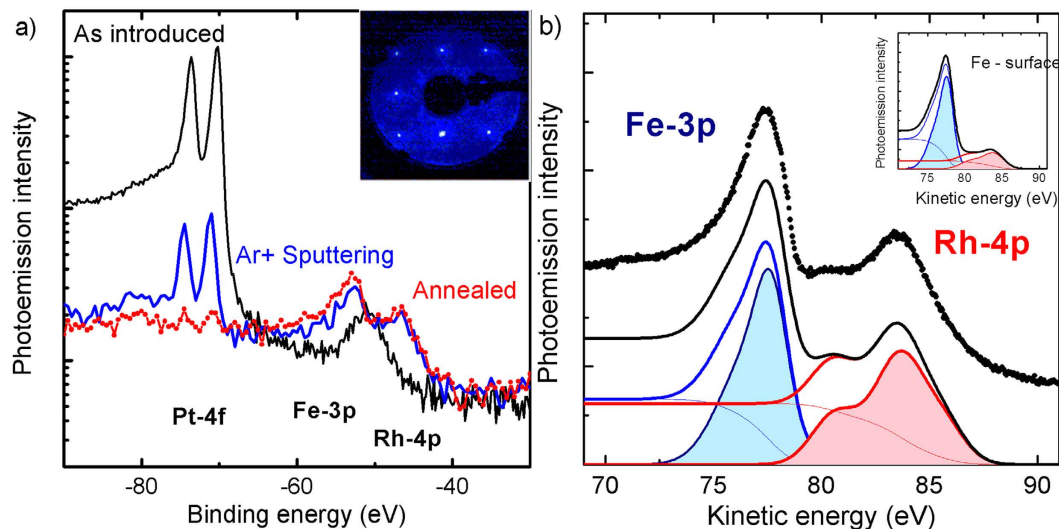 a)
As introduced
Ar+ Sputtering
Annealed
Pt-4f
Fe-3p
Rh-4p
Photoemission intensity
-80
-60
-40
Binding energy (eV)
b)
Fe-3p
Rh-4p
Photoemission intensity
70
75
80
85
90
Kinetic energy (eV)
Fe - surface
Photoemission intensity
75
80
85
90
Kinetic energy (eV)